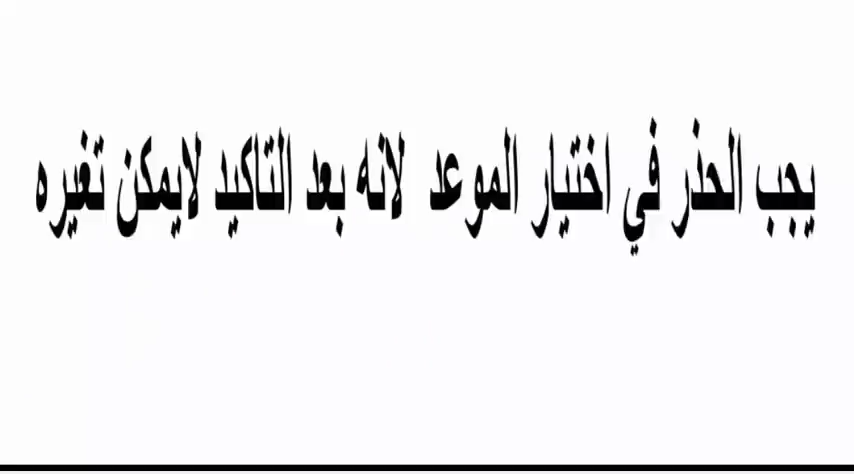 يجب الحذر في اختيار الموعد لانه بعد التاكيد لايمكن تغيره